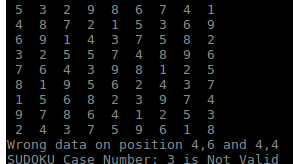 5 3 2 9 8 6 7 4 1
4 8 7 2 1 5 3 6 9
6 9 1 4 3 7 5 8 2
3 2 5 5 7 4 8 9 6
7 6 4 3 9 8 1 2 5
8 1 9 5 6 2 4 3 7
1 5 6 8 2 3 9 7 4
9 7 8 6 4 1 2 5 3
2 4 3 7 5 9 6 1 8
Wrong data on position 4,6 and 4,4
SUDOKU Case Number: 3 is Not Valid